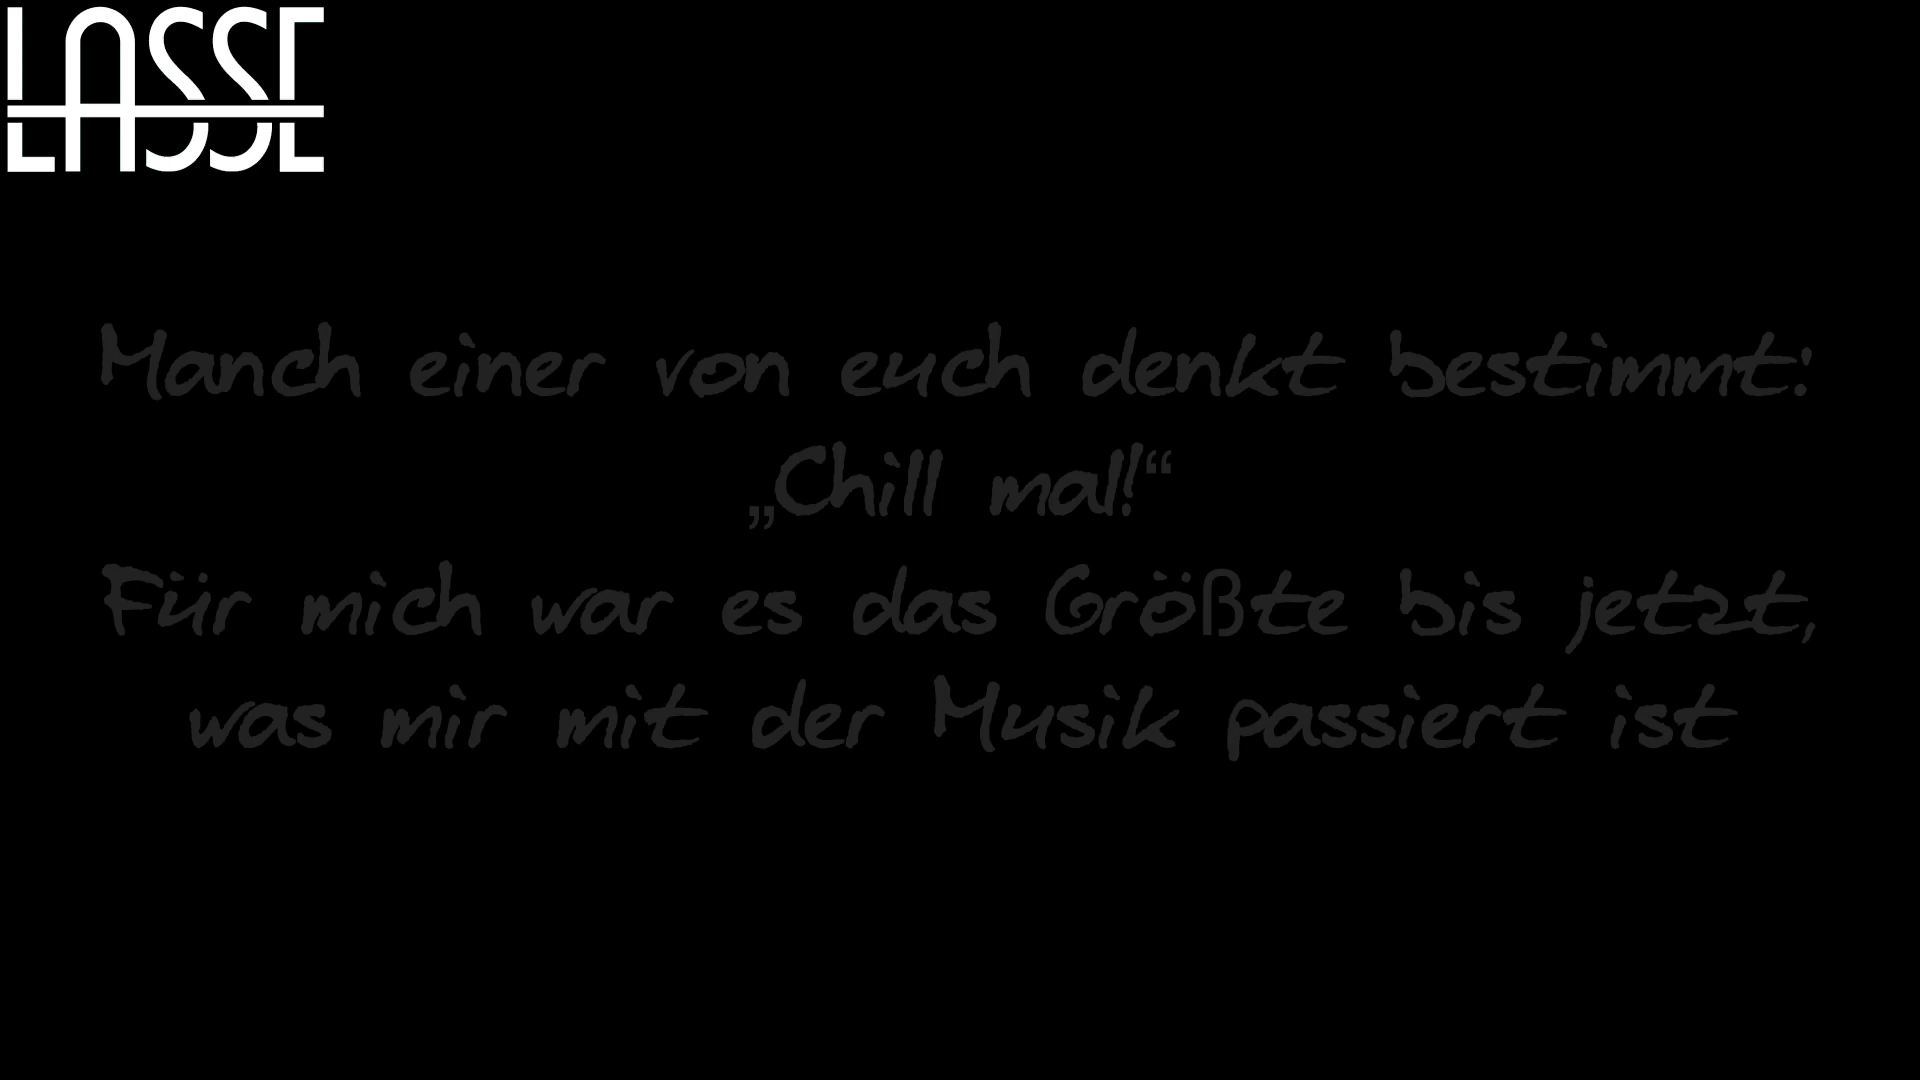 LASSE
Manch einer von euch denkt bestimmt:
„Chill mal!“
Für mich war es das Größte bis jetzt,
was mir mit der Musik passiert ist